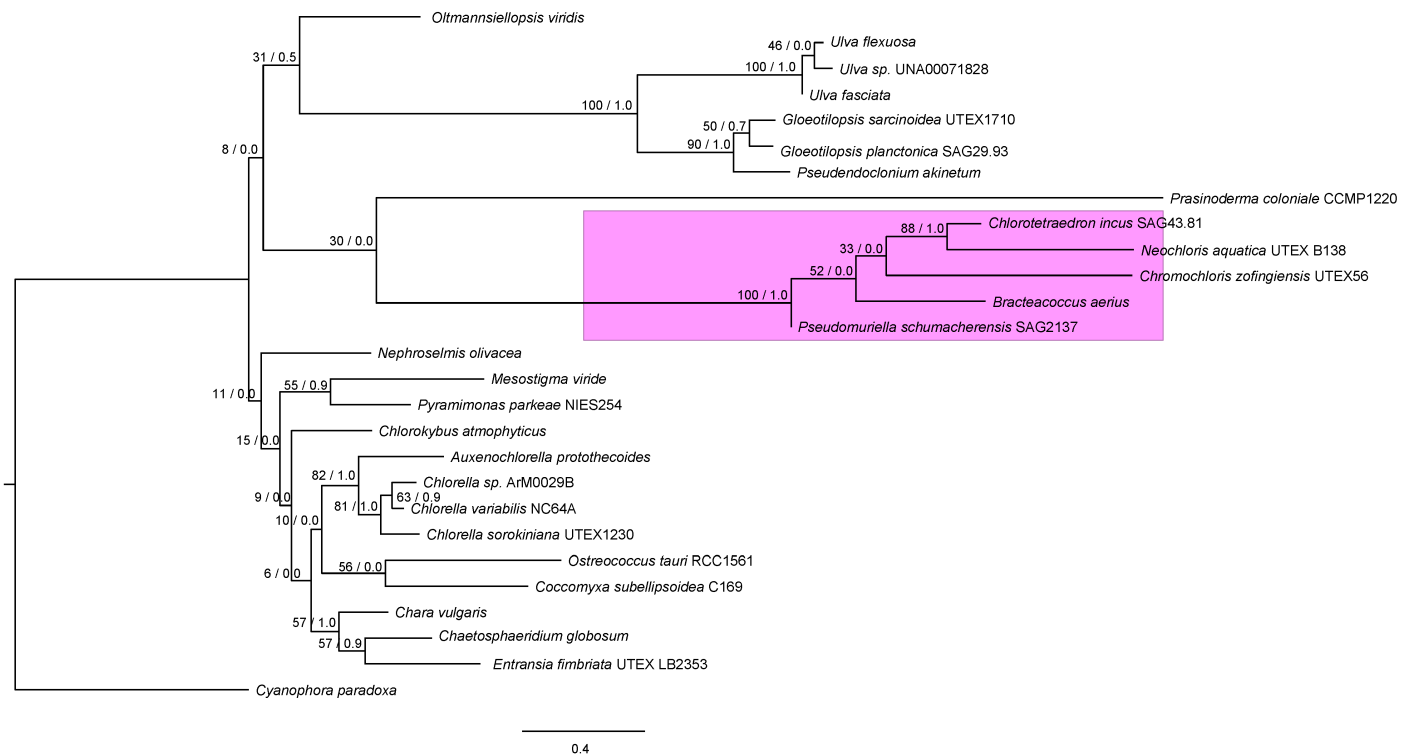 Oltmannsiellopsis viridis
31 / 0.5
46 / 0.0
Ulva flexuosa
100 / 1.0
Ulva sp. UNA00071828
Ulva fasciata
100 / 1.0
Gloeotilopsis sarcinoidea UTEX1710
50 / 0.7
8 / 0.0
90 / 1.0
Gloeotilopsis planctonica SAG29.93
Pseudendoclonium akinetum
Prasinoderma coloniale CCMP1220
Chlorotetraedron incus SAG43.81
88 / 1.0
30 / 0.0
33 / 0.0
Neochloris aquatica UTEX B138
52 / 0.0
Chromochloris zofingiensis UTEX56
100 / 1.0
Bracteacoccus aerius
Pseudomuriella schumacherensis SAG2137
Nephroselmis olivacea
55 / 0.9
Mesostigma viride
11 / 0.0
Pyramimonas parkeae NIES254
15 / 0.0
Chlorokybus atmophyticus
Auxenochlorella protothecoides
82 / 1.0
Chlorella sp. ArM0029B
9 / 0.0
63 / 0.9
81 / 1.0
Chlorella variabilis NC64A
10 / 0.0
Chlorella sorokiniana UTEX1230
Ostreococcus tauri RCC1561
6 / 0.0
56 / 0.0
Coccomyxa subellipsoidea C169
Chara vulgaris
57 / 1.0
Chaetosphaeridium globosum
57 / 0.9
Entransia fimbriata UTEX LB2353
Cyanophora paradoxa
0.4